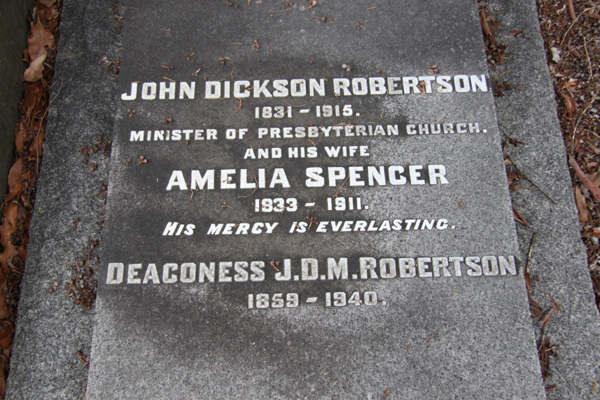 JOHN DICKSON ROBERTSON
1831 - 1915.
MINISTER OF PRESBYTERIAN CHURCH.
AND HIS WIFE
AMELIA SPENCER
1933 - 1911.
HIS MERCY IS EVERLASTING.
DEACONESS J.D.M. ROBERTSON
1859 - 1940.